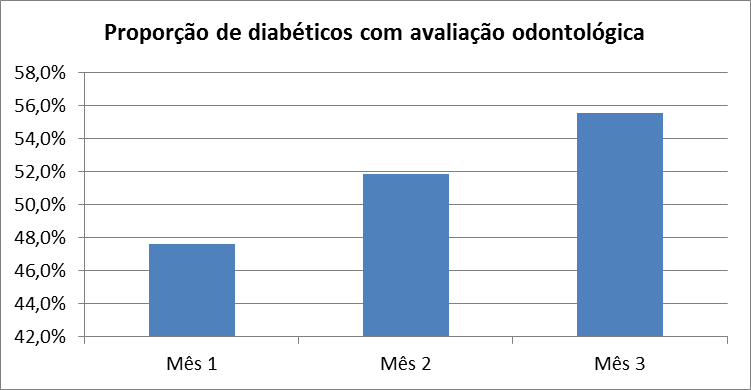 Proporção de diabéticos com avaliação odontológica
58,0%
56,0%
54,0%
52,0%
50,0%
48,0%
46,0%
44,0%
42,0%
Mês 1
Mês 2
Mês 3